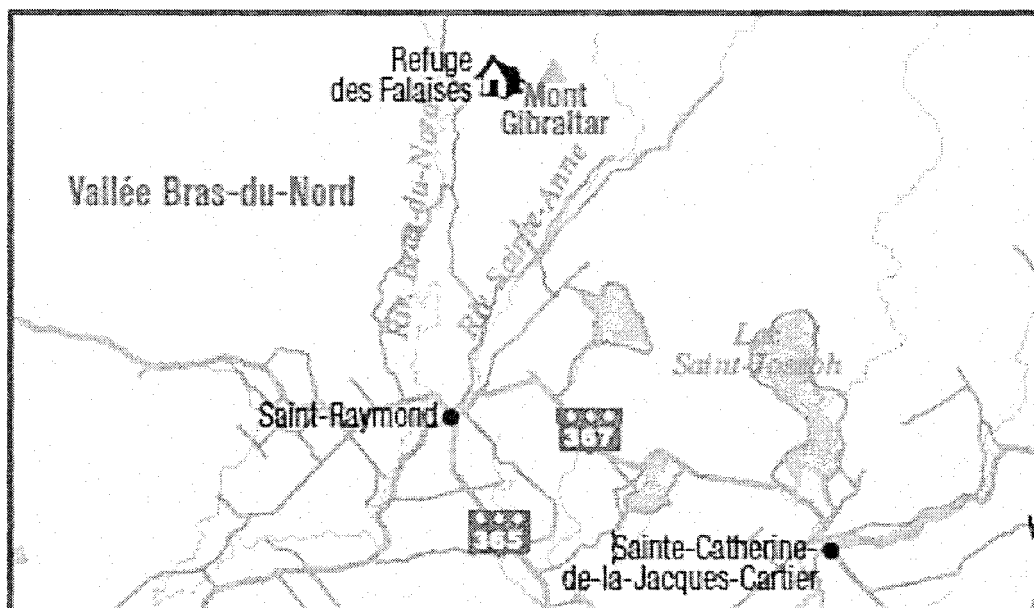 Refuge
des Falaises
Mont
Gibraltar
Vallée Bras-du-Nord
Riv. Bras-du-Nord
Riv. Sainte-Anne
Lac
Saint-Joseph
Saint-Raymond
367
365
Sainte-Catherine-
de-la-Jacques-Cartier